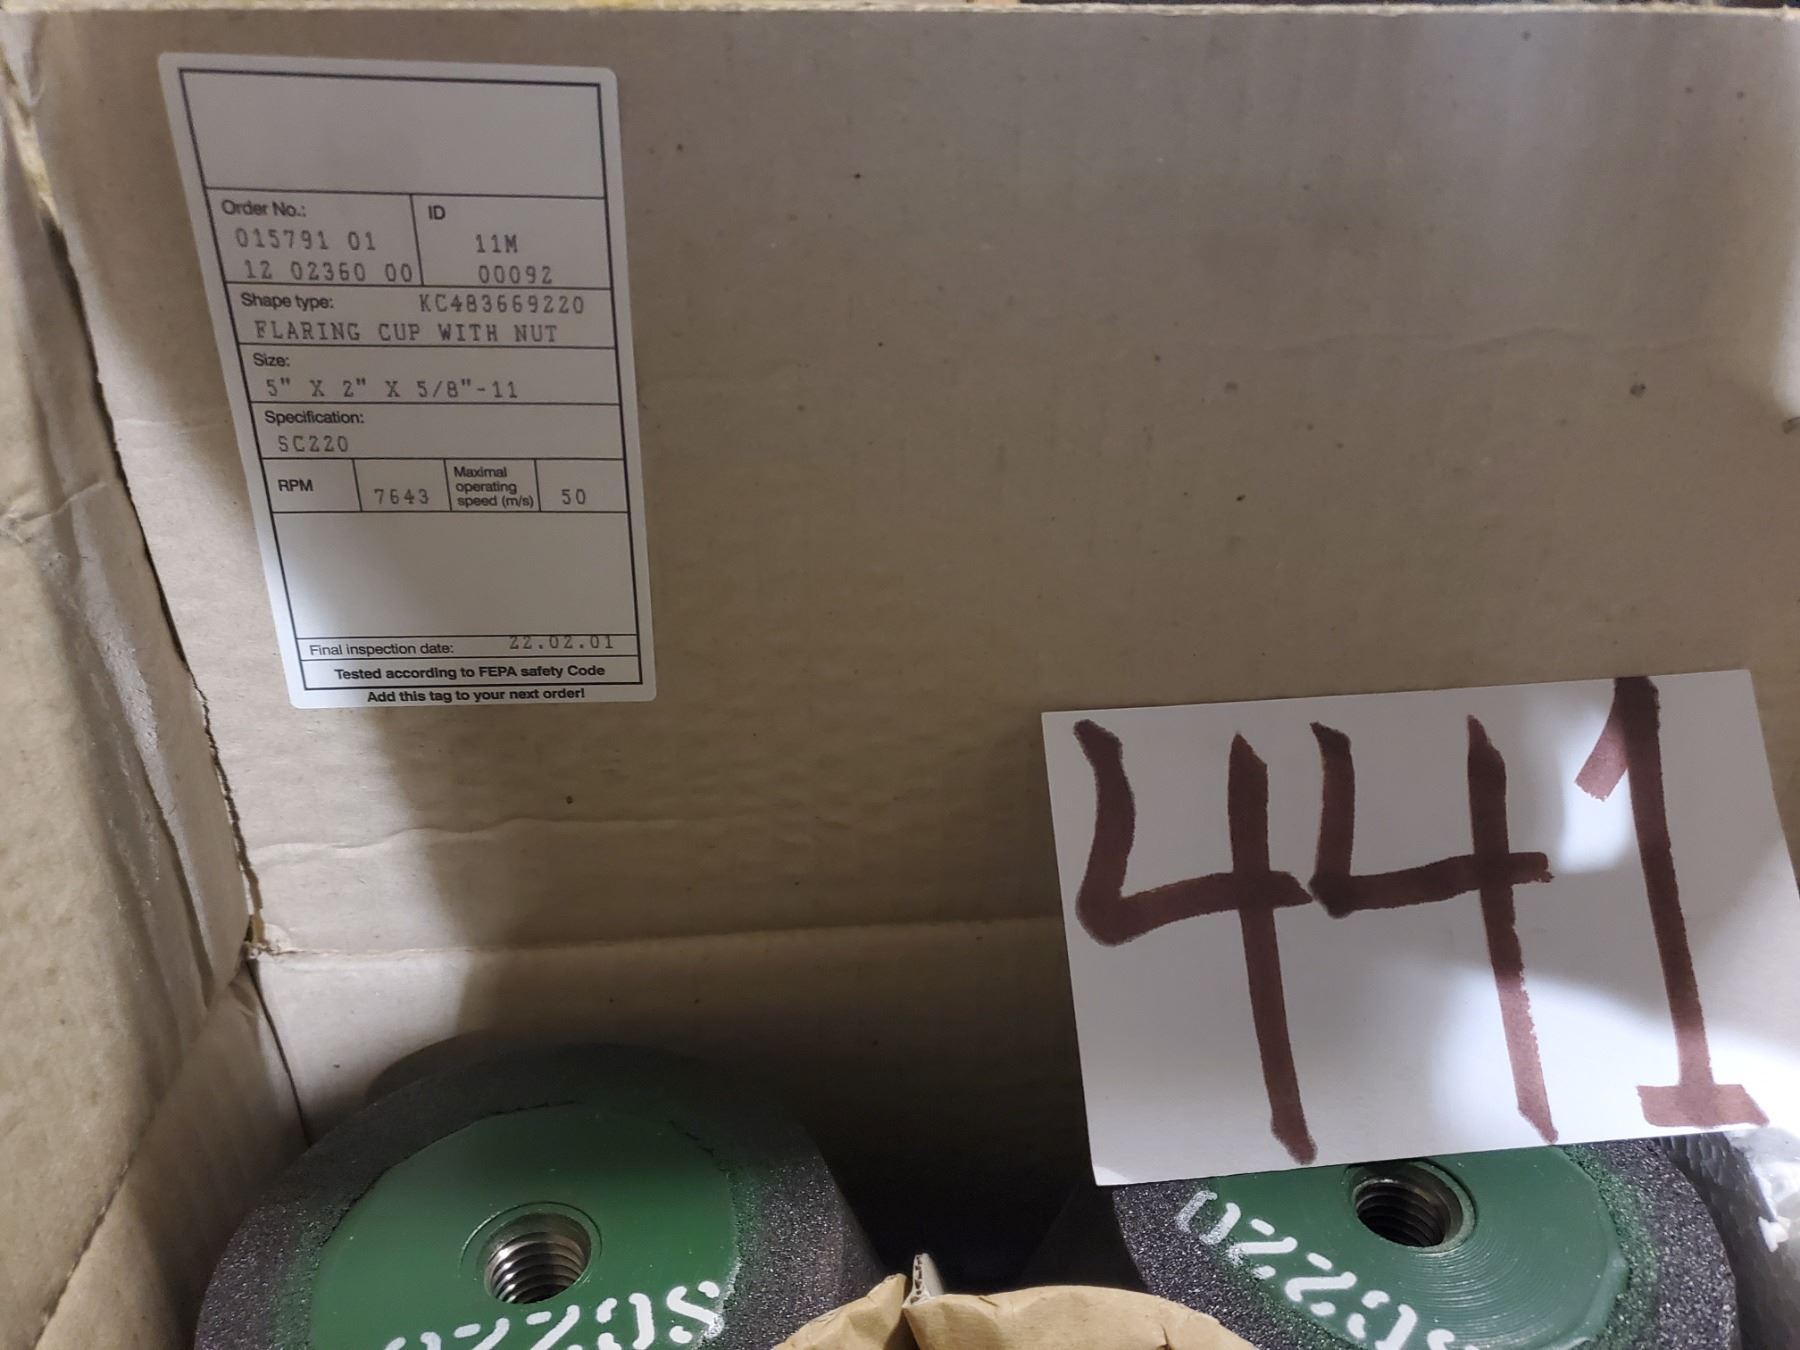 Order No.:
ID
015791 01
11M
12 02360 00
00092
Shape type:
KC483669220
FLARING CUP WITH NUT
Size:
5" X 2" X 5/8"-11
Specification:
SC220
RPM
7643
Maximal
operating
speed (m/s)
50
Final inspection date:
22.02.01
Tested according to FEPA safety Code
Add this tag to your next order!
441
SC220
SC220